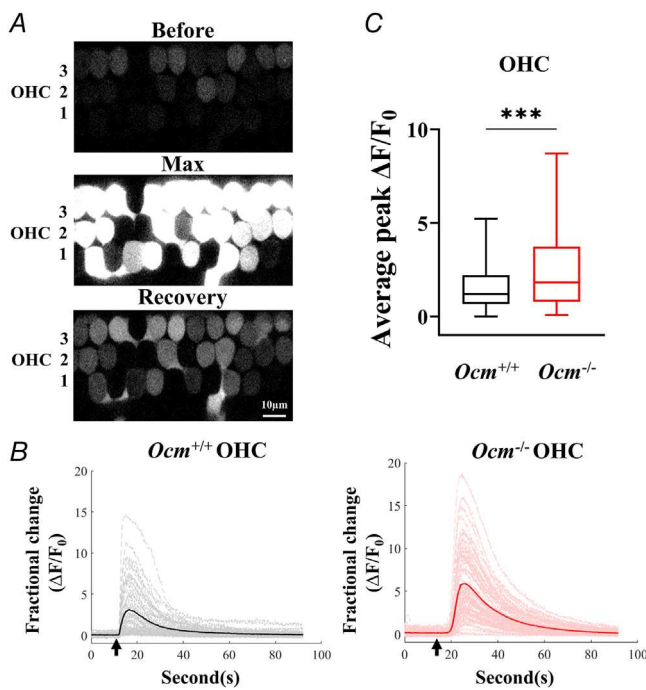 A
Before
3
OHC 2
1
Max
3
OHC 2
1
Recovery
3
OHC 2
1
10μm
C
OHC
***
10
5
0
Average peak ΔF/F0
Ocm+/+ Ocm-/-
B
Ocm+/+ OHC
20
15
10
5
0
Fractional change
(ΔF/F0)
0 20 40 60 80 100
Second(s)
Ocm-/- OHC
20
15
10
5
0
Fractional change
(ΔF/F0)
0 20 40 60 80 100
Second(s)